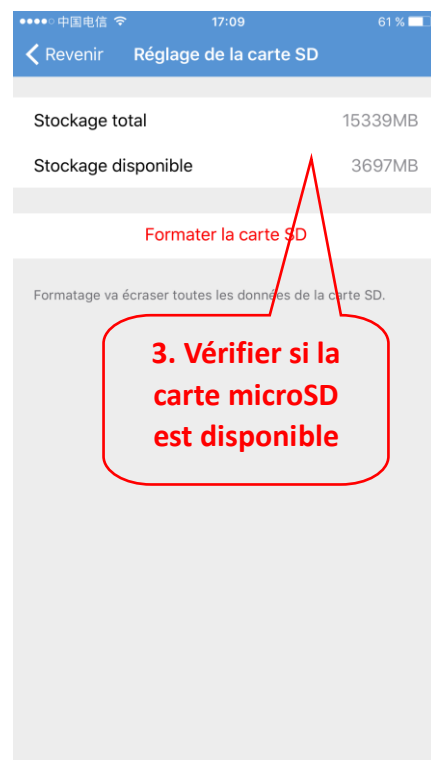 中国电信 17:09 61 %
Revenir Réglage de la carte SD
Stockage total 15339MB
Stockage disponible 3697MB
Formater la carte SD
Formatage va écraser toutes les données de la carte SD.
3. Vérifier si la
carte microSD
est disponible